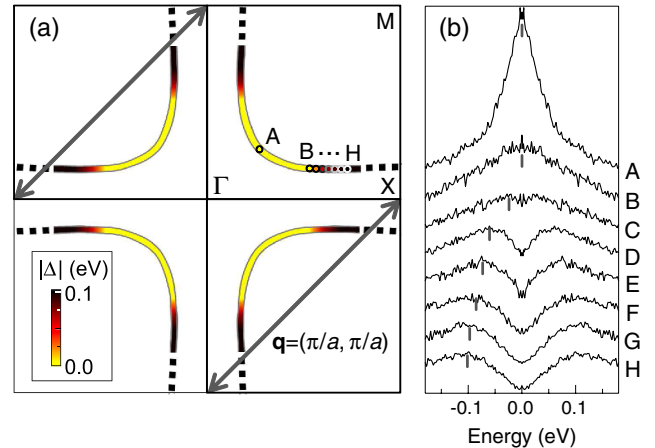 (a)
M
A
B ··· H
Γ
X
|Δ| (eV)
0.1
0.0
q=(π/a, π/a)
(b)
A
B
C
D
E
F
G
H
-0.1 0.0 0.1
Energy (eV)